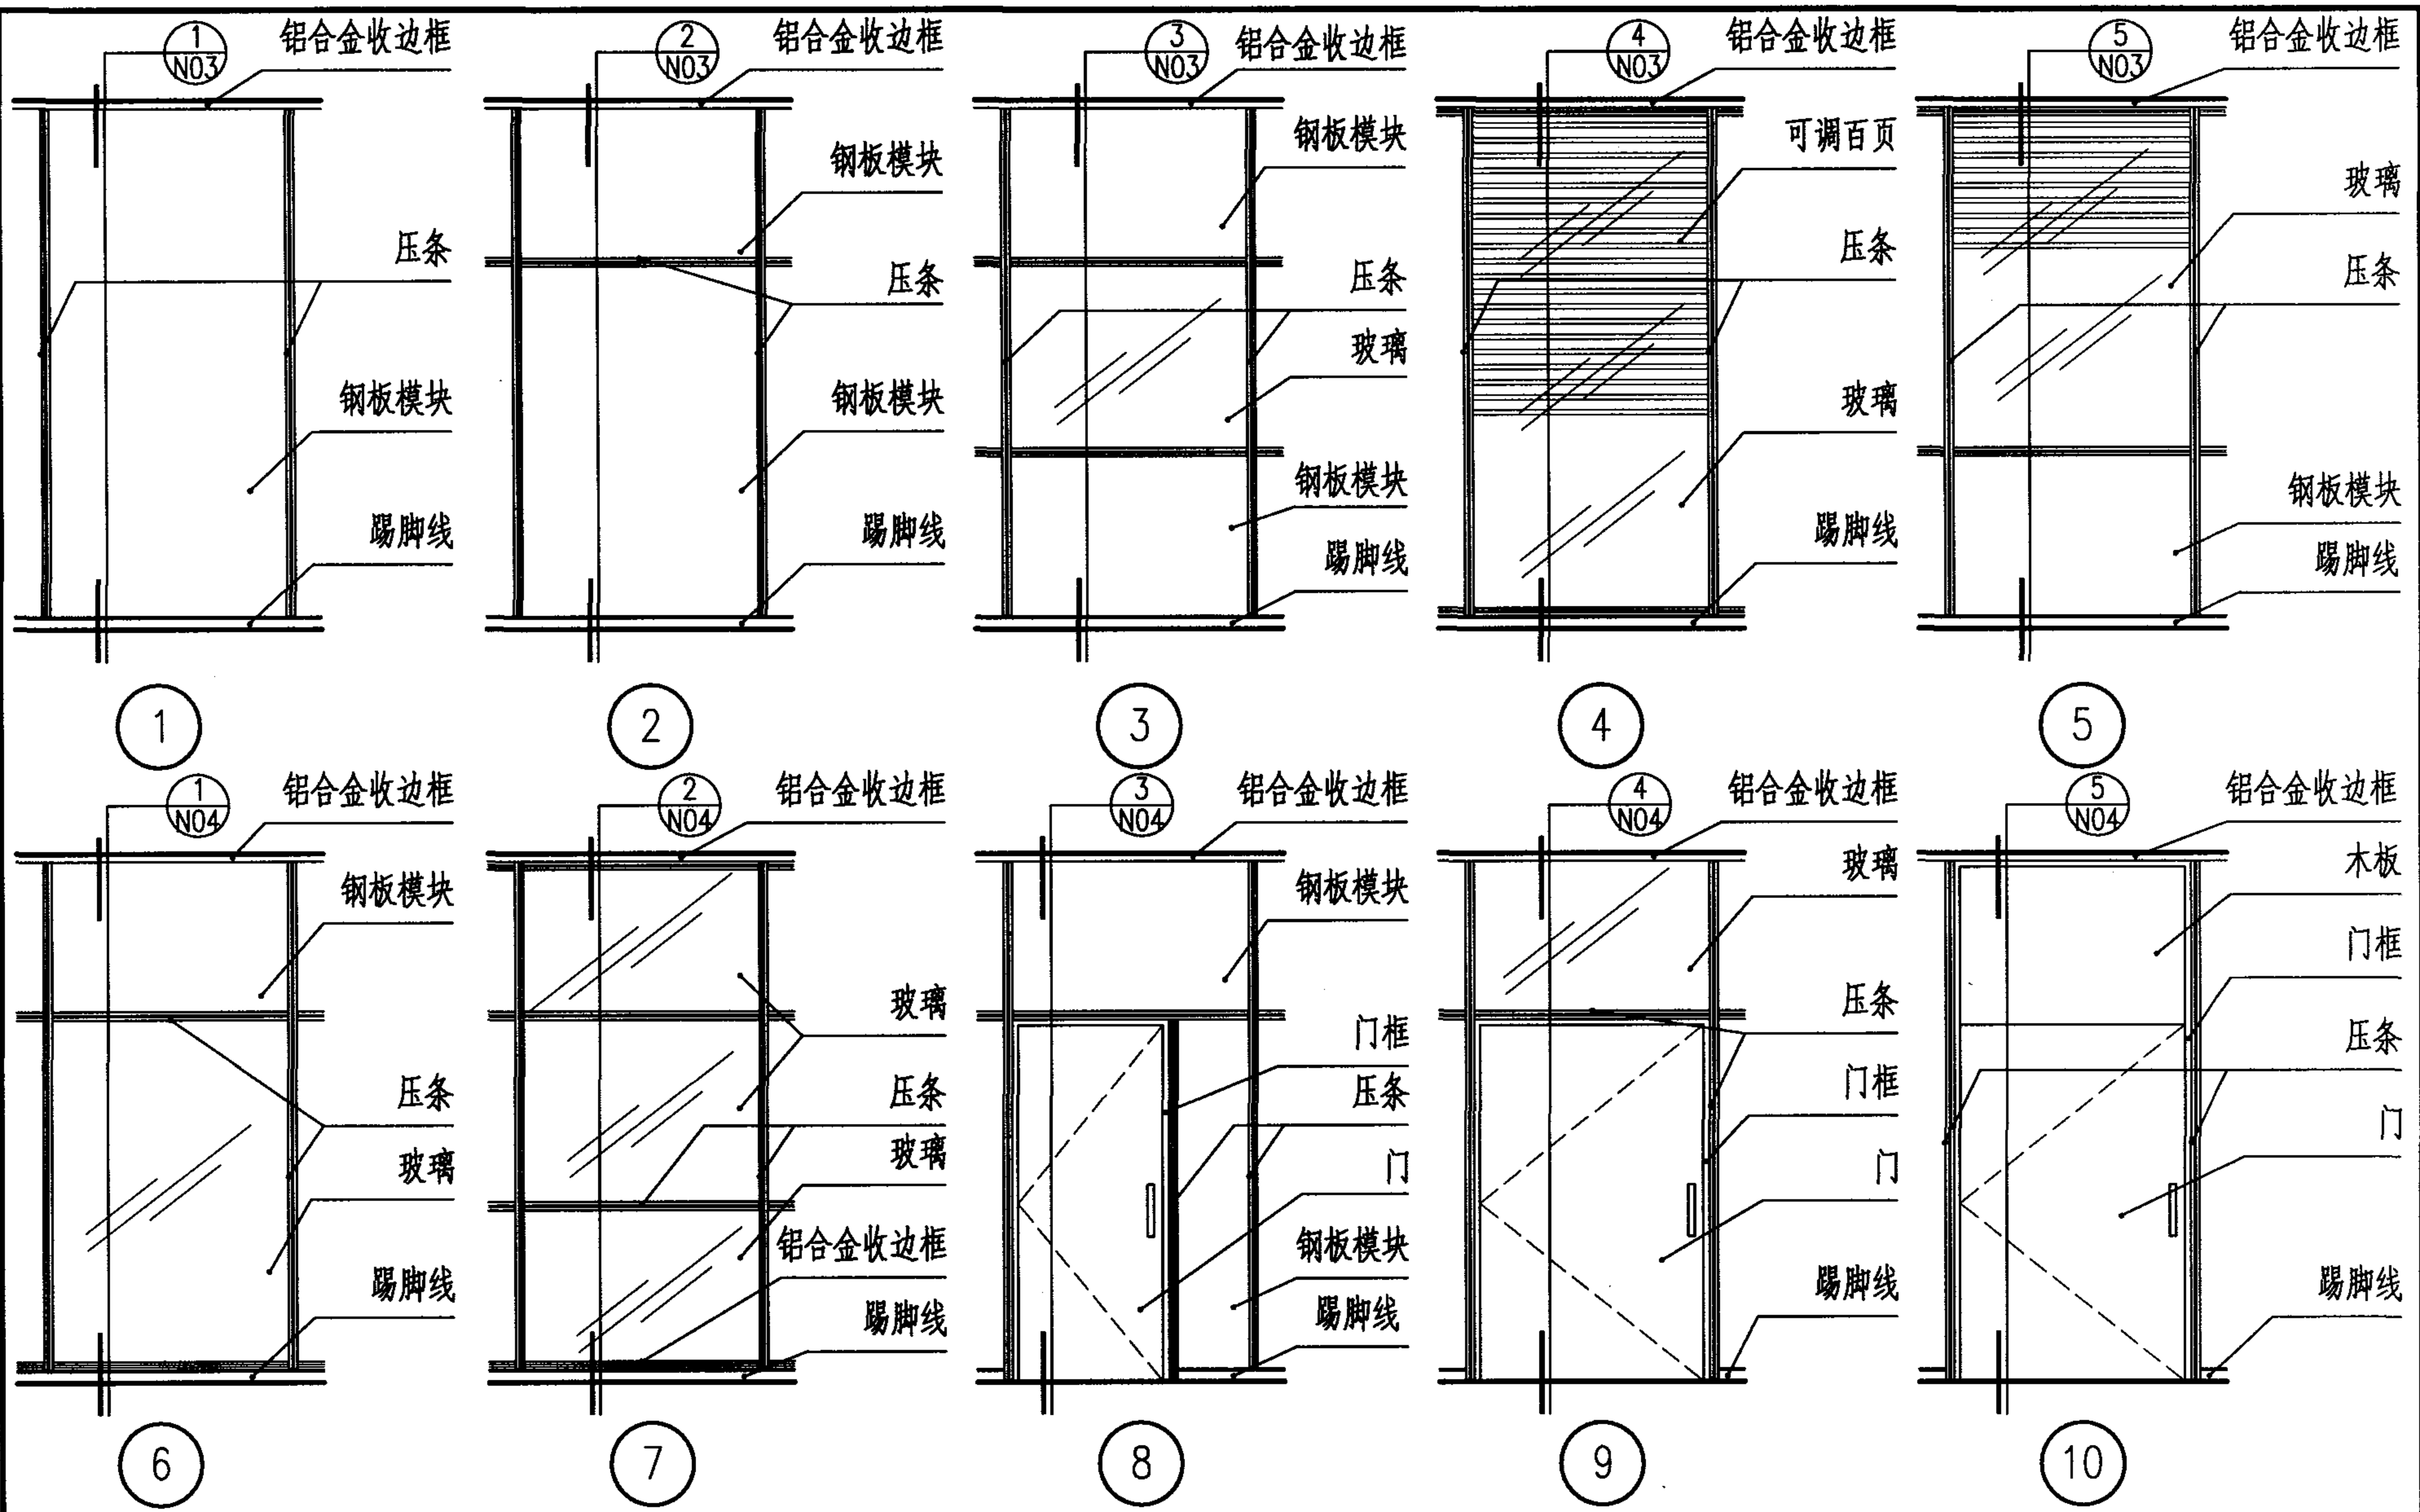 1
N03
铝合金收边框
压条
钢板模块
踢脚线
1
2
N03
铝合金收边框
钢板模块
压条
钢板模块
踢脚线
2
3
N03
铝合金收边框
钢板模块
压条
玻璃
钢板模块
踢脚线
3
4
N03
铝合金收边框
可调百页
压条
玻璃
踢脚线
4
5
N03
铝合金收边框
玻璃
压条
钢板模块
踢脚线
5
1
N04
铝合金收边框
钢板模块
压条
玻璃
踢脚线
6
2
N04
铝合金收边框
玻璃
压条
玻璃
铝合金收边框
踢脚线
7
3
N04
铝合金收边框
钢板模块
门框
压条
门
钢板模块
踢脚线
8
4
N04
铝合金收边框
玻璃
压条
门框
门
踢脚线
9
5
N04
铝合金收边框
木板
门框
压条
门
踢脚线
10